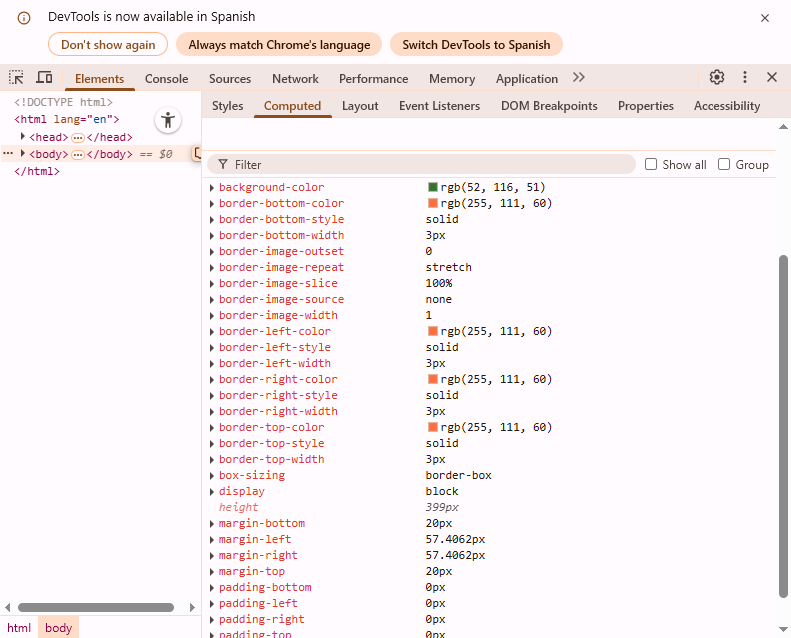 DevTools is now available in Spanish
Don't show again Always match Chrome's language Switch DevTools to Spanish
Elements Console Sources Network Performance Memory Application
<!DOCTYPE html>
<html lang="en">
<head> </head>
<body> </body> == $0
</html>
Styles Computed Layout Event Listeners DOM Breakpoints Properties Accessibility
Filter Show all Group
background-color rgb(52, 116, 51)
border-bottom-color rgb(255, 111, 60)
border-bottom-style solid
border-bottom-width 3px
border-image-outset 0
border-image-repeat stretch
border-image-slice 100%
border-image-source none
border-image-width 1
border-left-color rgb(255, 111, 60)
border-left-style solid
border-left-width 3px
border-right-color rgb(255, 111, 60)
border-right-style solid
border-right-width 3px
border-top-color rgb(255, 111, 60)
border-top-style solid
border-top-width 3px
box-sizing border-box
display block
height 399px
margin-bottom 20px
margin-left 57.4062px
margin-right 57.4062px
margin-top 20px
padding-bottom 0px
padding-left 0px
padding-right 0px
padding-top 0px
html body